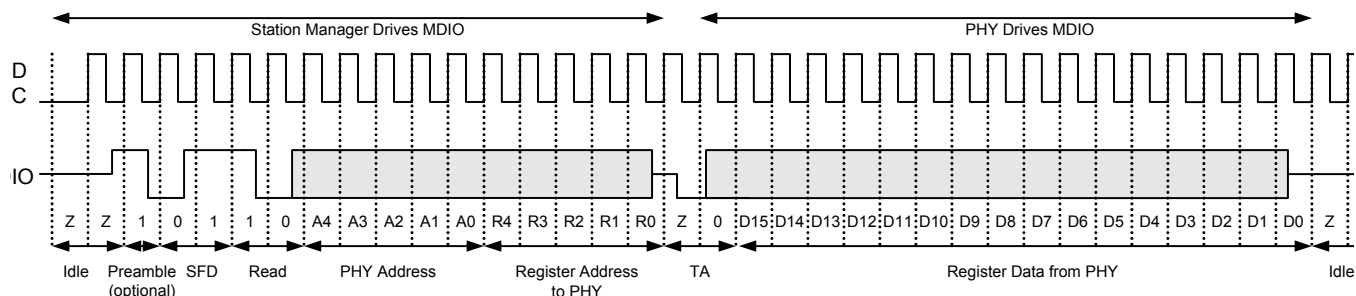 Station Manager Drives MDIO PHY Drives MDIO
D
C
IO
Z Z 1 0 1 1 0 A4 A3 A2 A1 A0 R4 R3 R2 R1 R0 Z 0 D15 D14 D13 D12 D11 D10 D9 D8 D7 D6 D5 D4 D3 D2 D1 D0 Z
Idle Preamble SFD Read PHY Address Register Address TA Register Data from PHY Idle
(optional) to PHY